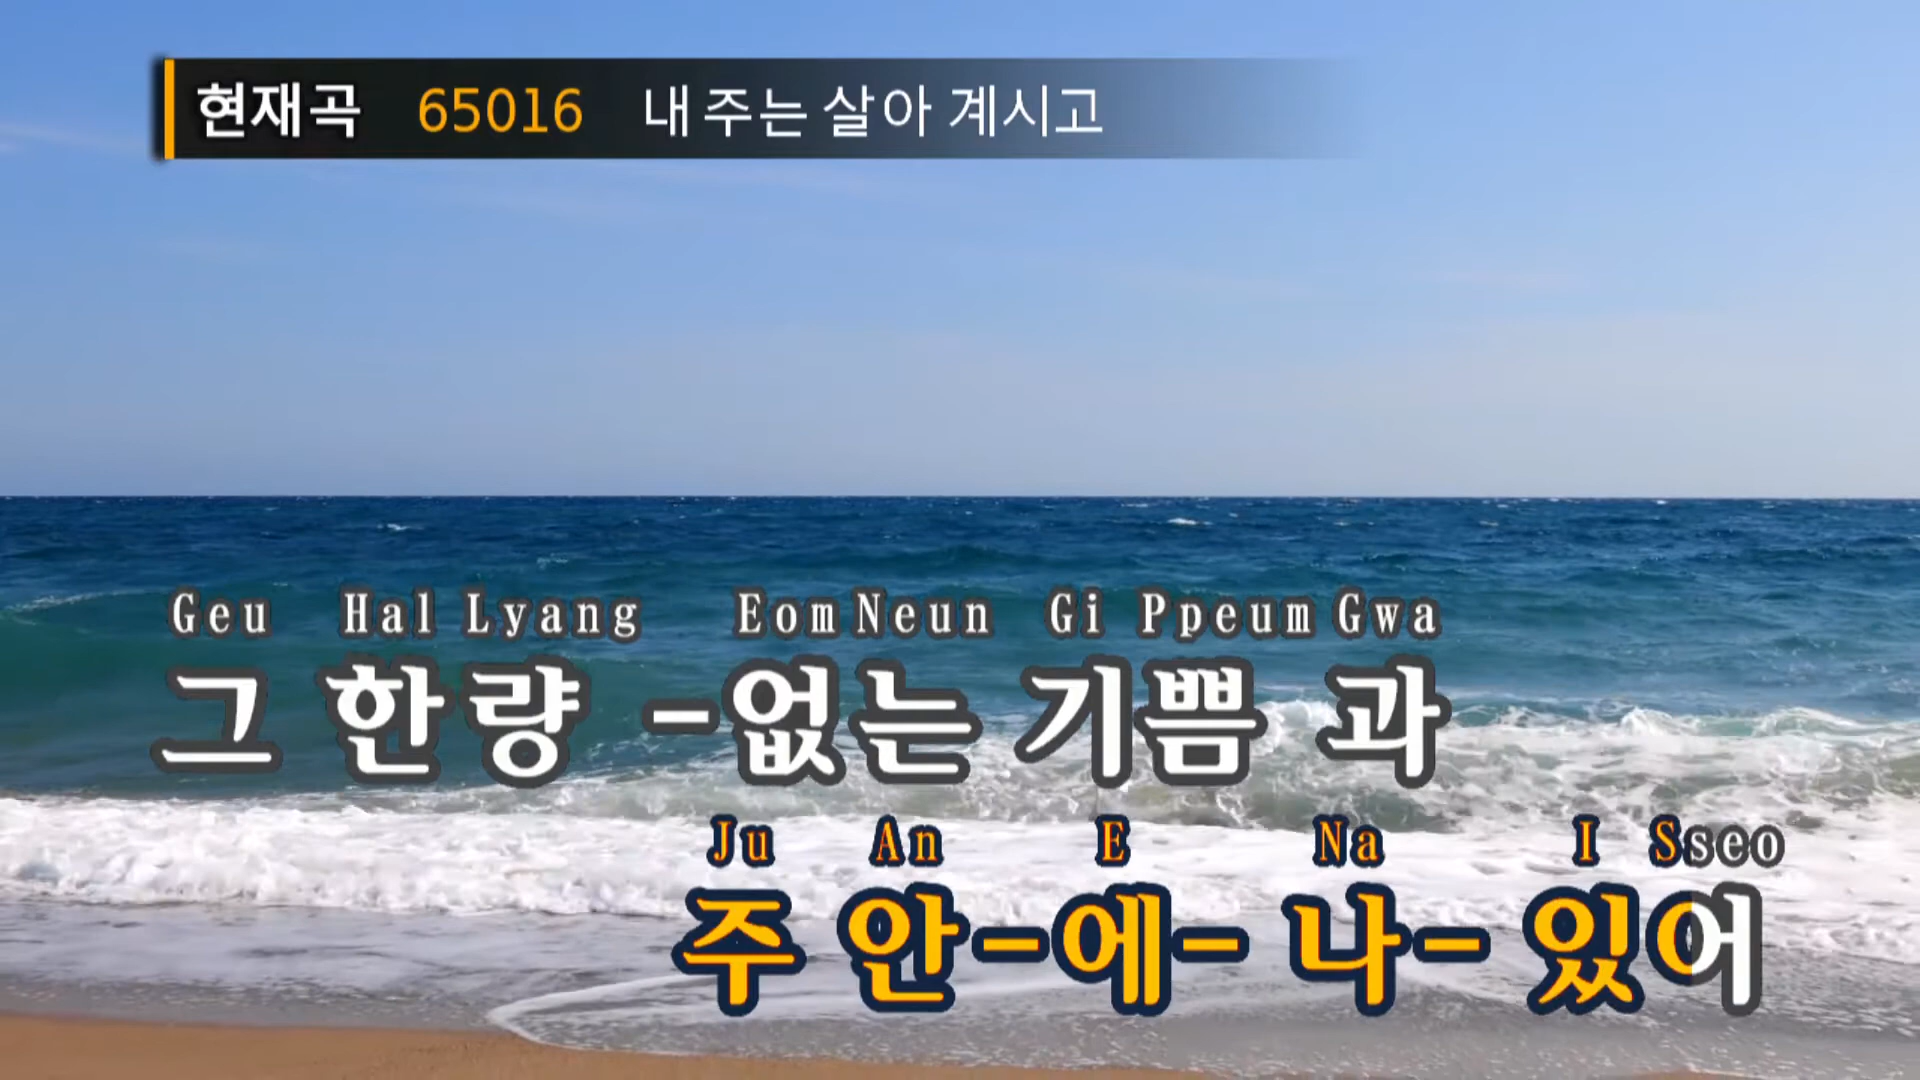 현재곡 65016 내 주는 살아 계시고
Geu Hal Lyang Eom Neun Gi Ppeum Gwa
그 한량 -없는 기쁨 과
Ju An E Na I Sseo
주 안-에- 나- 있어